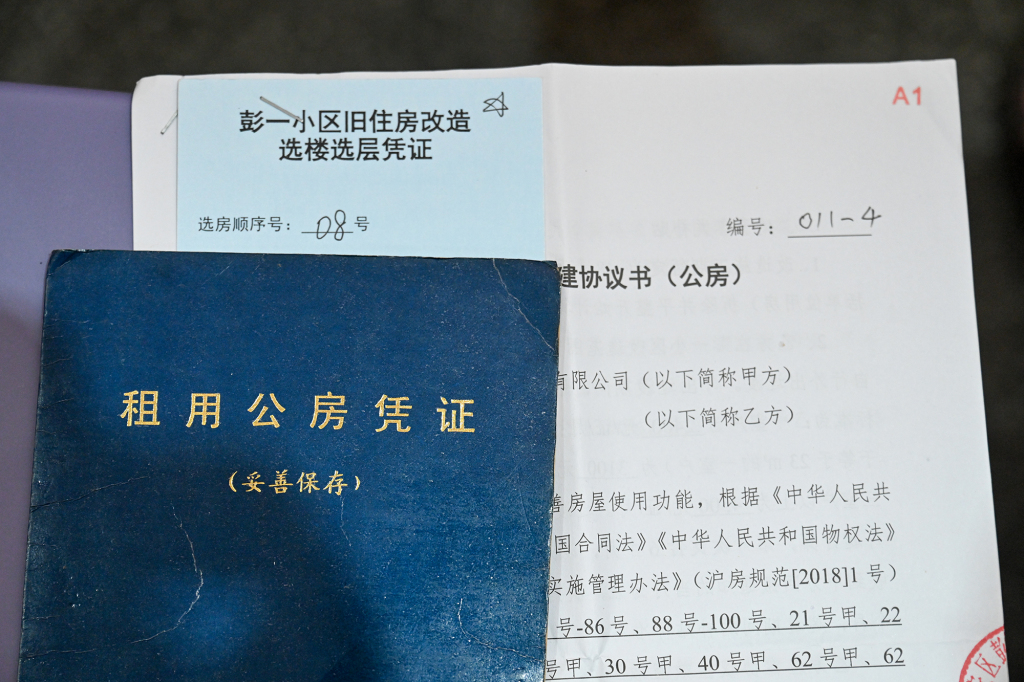 A1
彭一小区旧住房改造
选楼选层凭证
选房顺序号：08号
编号：011-4
建协议书（公房）
有限公司（以下简称甲方）
（以下简称乙方）
租用公房凭证
（妥善保存）
善房屋使用功能，根据《中华人民共
国合同法》《中华人民共和国物权法》
实施管理办法》（沪房规范[2018]1号）
号-86号、88号-100号、21号甲、22
号甲、30号甲、40号甲、62号甲、62
区彭